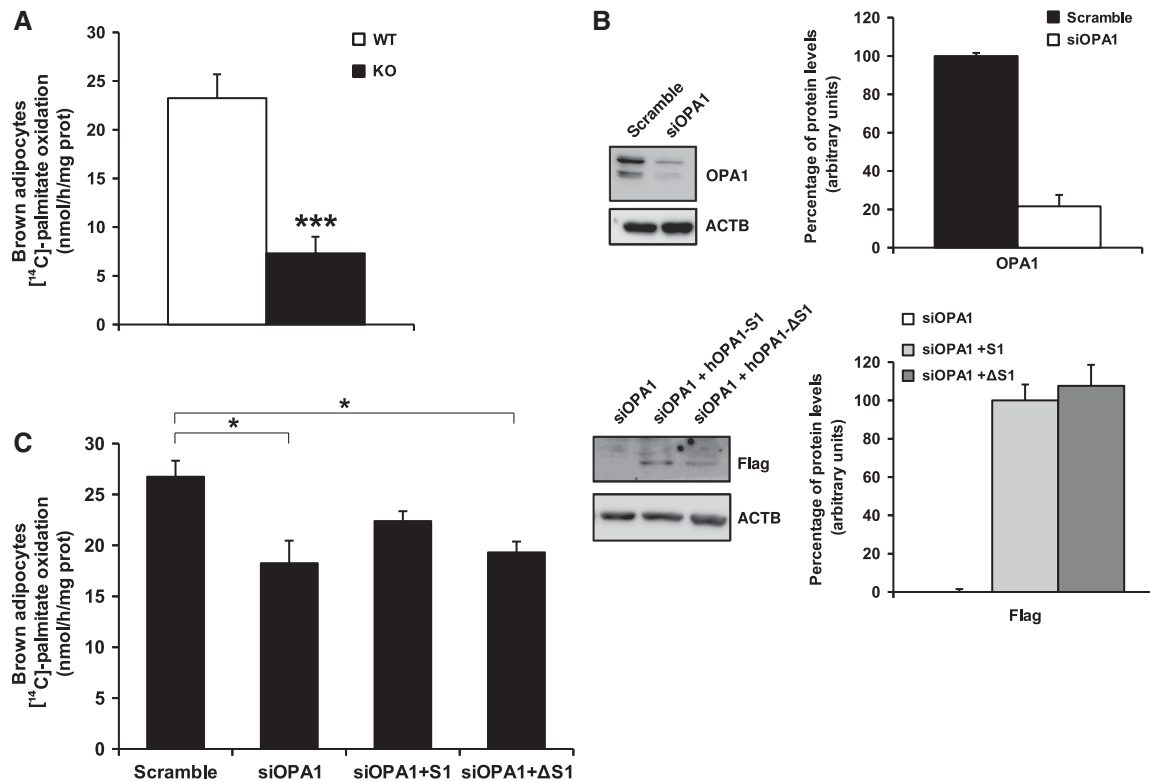 A
Brown adipocytes
[¹⁴C]-palmitate oxidation
(nmol/h/mg prot)
30
25
20
15
10
5
0
WT
KO
***
B
Scramble
siOPA1
OPA1
ACTB
Percentage of protein levels
(arbitrary units)
120
100
80
60
40
20
0
Scramble
siOPA1
OPA1
siOPA1
siOPA1 + hOPA1-S1
siOPA1 + hOPA1-ΔS1
Flag
ACTB
Percentage of protein levels
(arbitrary units)
120
100
80
60
40
20
0
siOPA1
siOPA1 +S1
siOPA1 +ΔS1
Flag
C
Brown adipocytes
[¹⁴C]-palmitate oxidation
(nmol/h/mg prot)
30
25
20
15
10
5
0
*
*
Scramble
siOPA1
siOPA1+S1
siOPA1+ΔS1